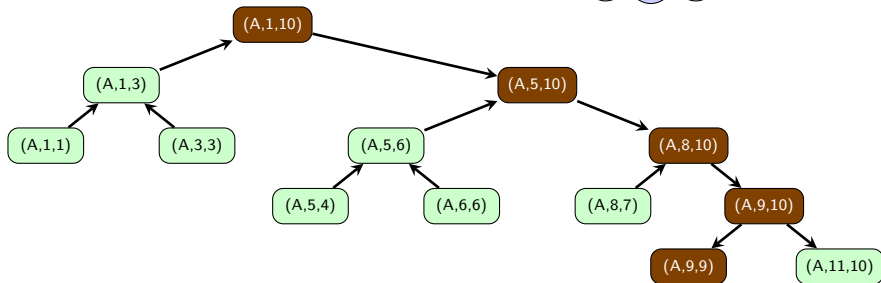 (A,1,10)
(A,1,3)
(A,5,10)
(A,1,1)
(A,3,3)
(A,5,6)
(A,8,10)
(A,5,4)
(A,6,6)
(A,8,7)
(A,9,10)
(A,9,9)
(A,11,10)